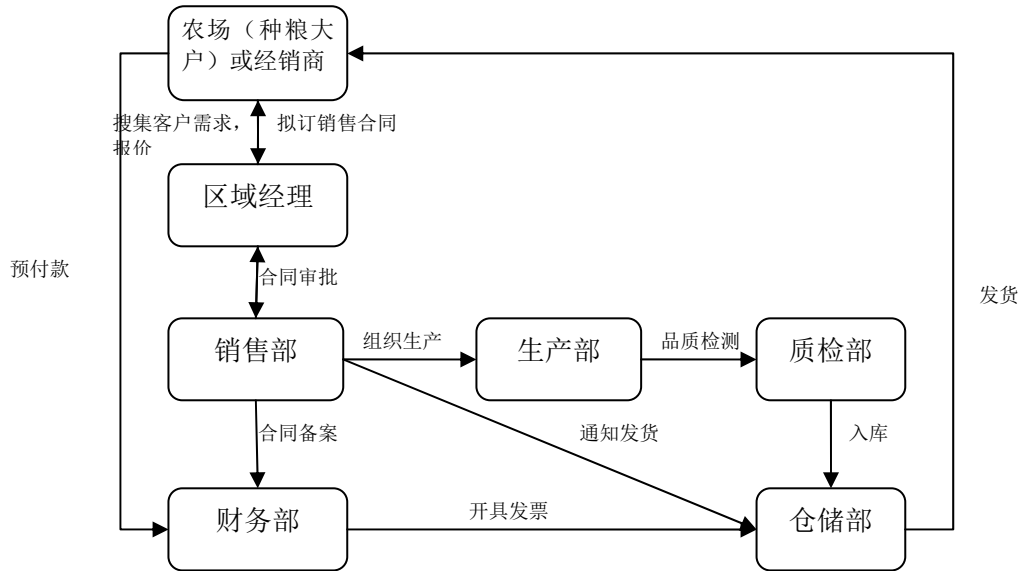 农场（种粮大
户）或经销商
搜集客户需求，
报价
拟订销售合同
区域经理
预付款
合同审批
发货
销售部
组织生产
生产部
品质检测
质检部
合同备案
通知发货
入库
财务部
开具发票
仓储部